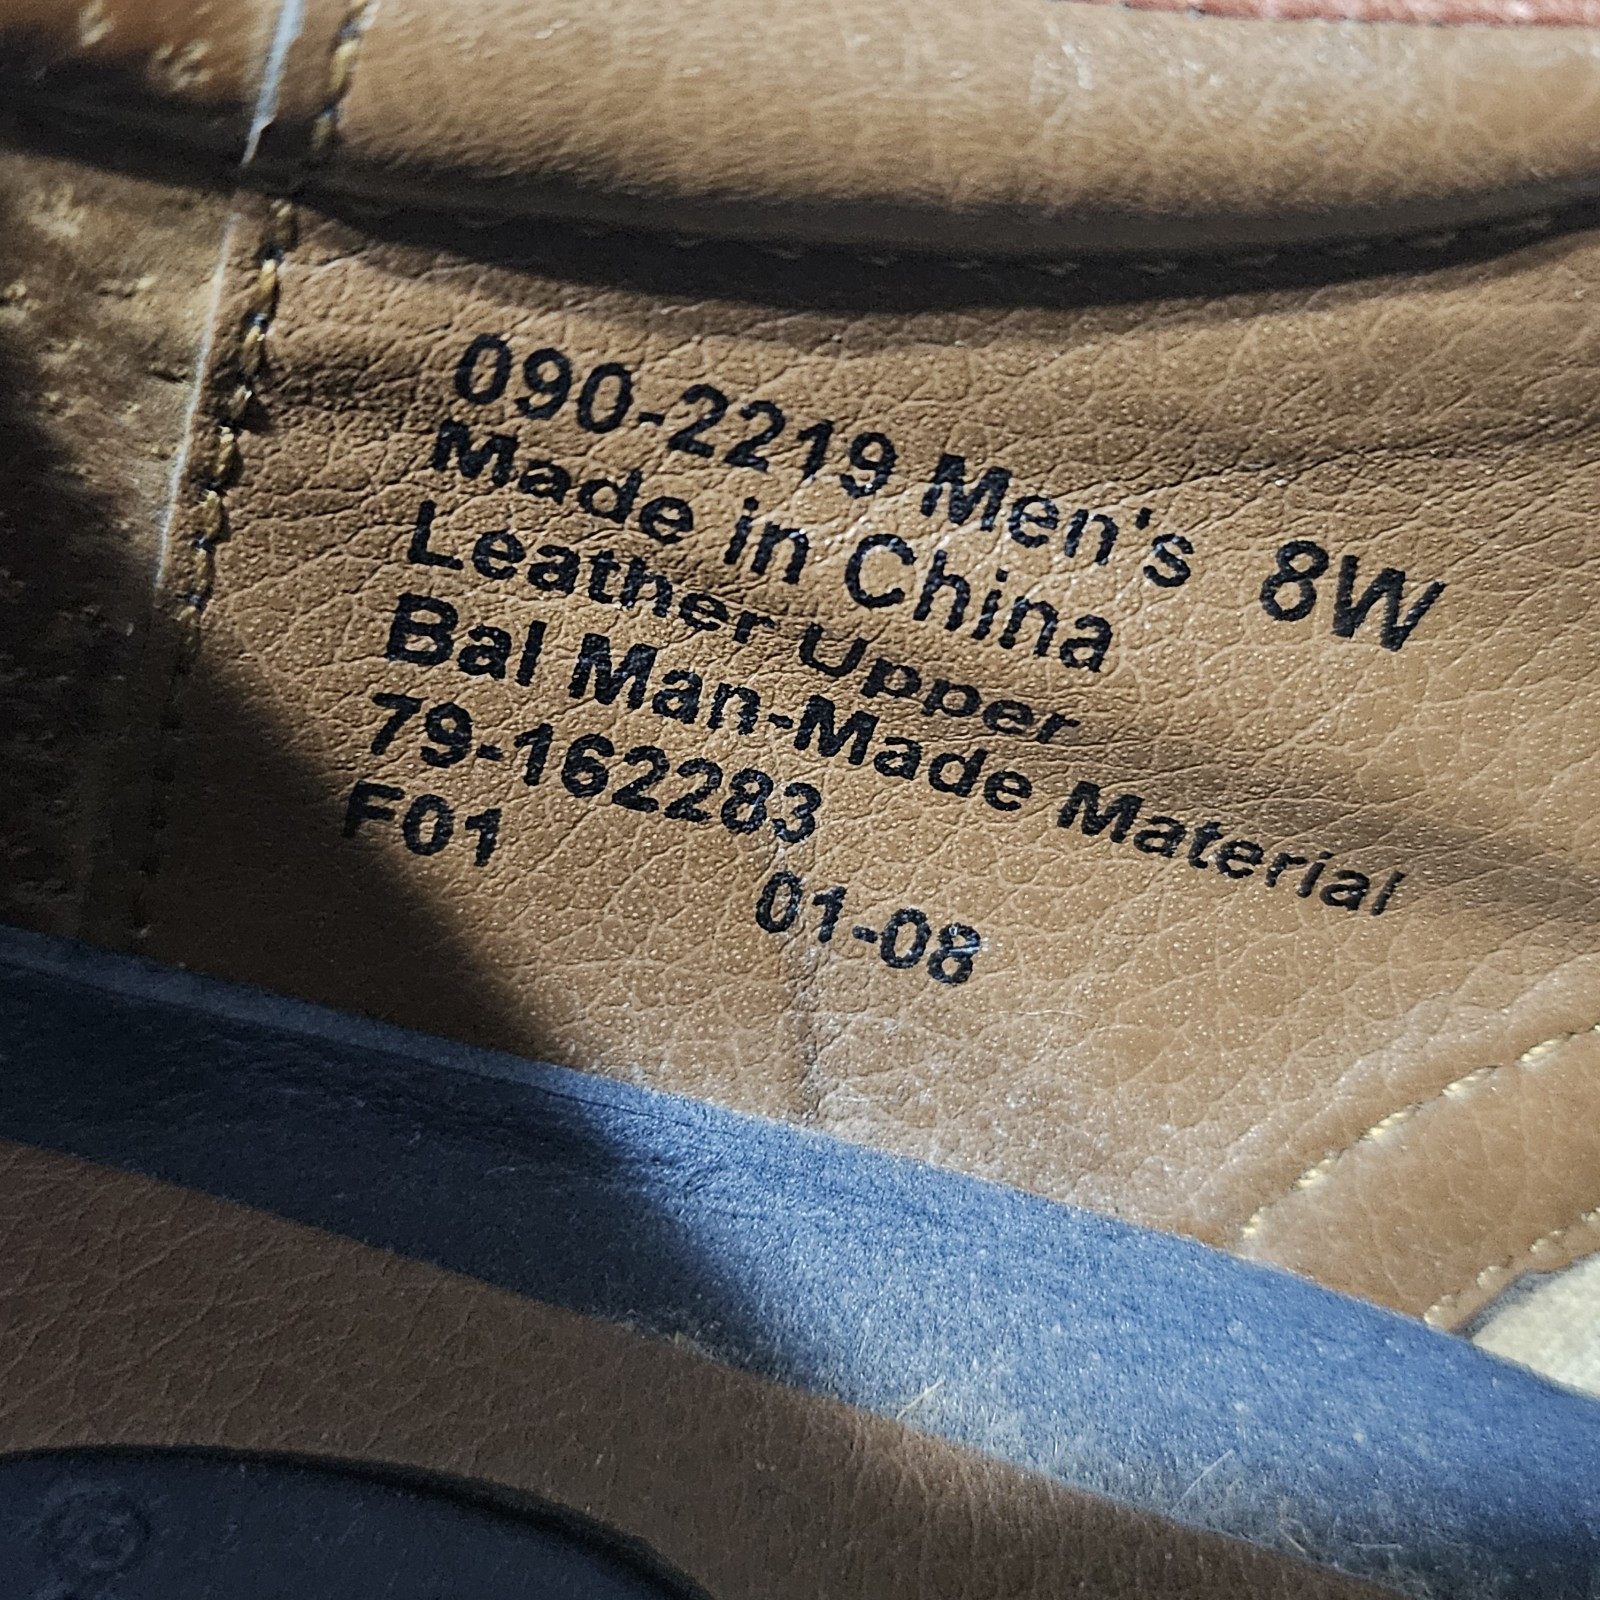 090-2219 Men's 8W
Made in China
Leather Upper
Bal Man-Made Material
79-162283
F01 01-08